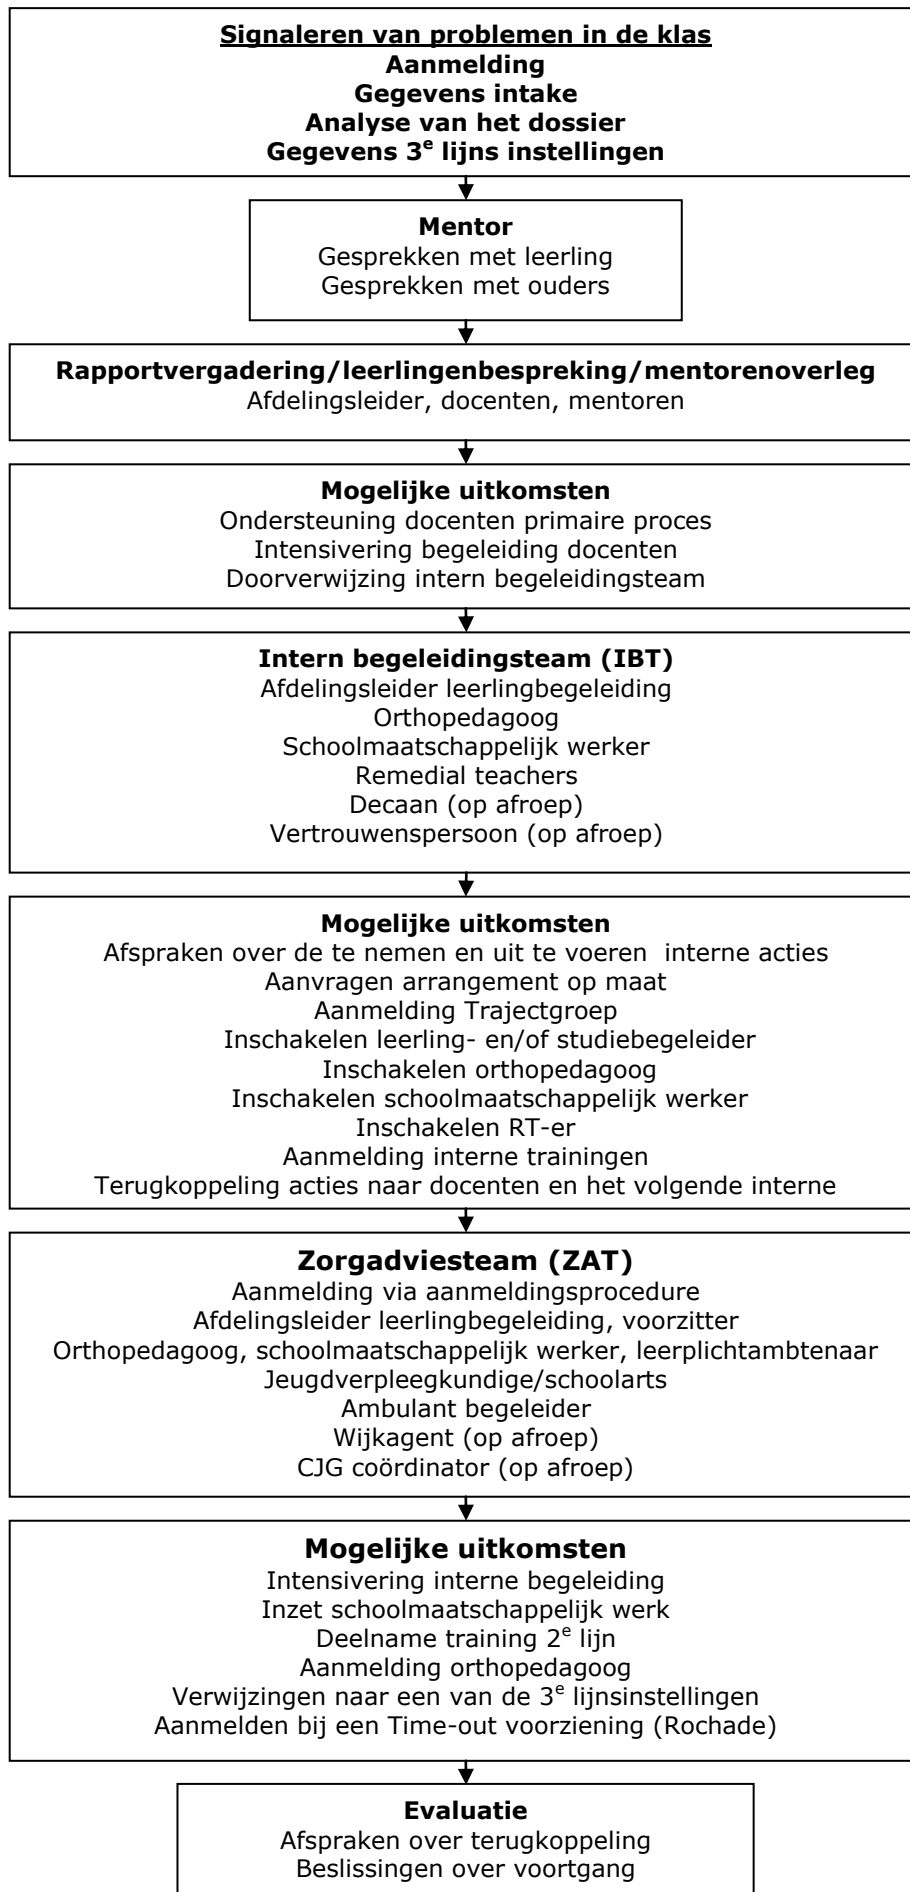 Signaleren van problemen in de klas
Aanmelding
Gegevens intake
Analyse van het dossier
Gegevens 3e lijns instellingen
Mentor
Gesprekken met leerling
Gesprekken met ouders
Rapportvergadering/leerlingenbespreking/mentorenoverleg
Afdelingsleider, docenten, mentoren
Mogelijke uitkomsten
Ondersteuning docenten primaire proces
Intensivering begeleiding docenten
Doorverwijzing intern begeleidingsteam
Intern begeleidingsteam (IBT)
Afdelingsleider leerlingbegeleiding
Orthopedagoog
Schoolmaatschappelijk werker
Remedial teachers
Decaan (op afroep)
Vertrouwenspersoon (op afroep)
Mogelijke uitkomsten
Afspraken over de te nemen en uit te voeren  interne acties
Aanvragen arrangement op maat
Aanmelding Trajectgroep
Inschakelen leerling- en/of studiebegeleider
Inschakelen orthopedagoog
Inschakelen schoolmaatschappelijk werker
Inschakelen RT-er
Aanmelding interne trainingen
Terugkoppeling acties naar docenten en het volgende interne
Zorgadviesteam (ZAT)
Aanmelding via aanmeldingsprocedure
Afdelingsleider leerlingbegeleiding, voorzitter
Orthopedagoog, schoolmaatschappelijk werker, leerplichtambtenaar
Jeugdverpleegkundige/schoolarts
Ambulant begeleider
Wijkagent (op afroep)
CJG coördinator (op afroep)
Mogelijke uitkomsten
Intensivering interne begeleiding
Inzet schoolmaatschappelijk werk
Deelname training 2e lijn
Aanmelding orthopedagoog
Verwijzingen naar een van de 3e lijnsinstellingen
Aanmelden bij een Time-out voorziening (Rochade)
Evaluatie
Afspraken over terugkoppeling
Beslissingen over voortgang